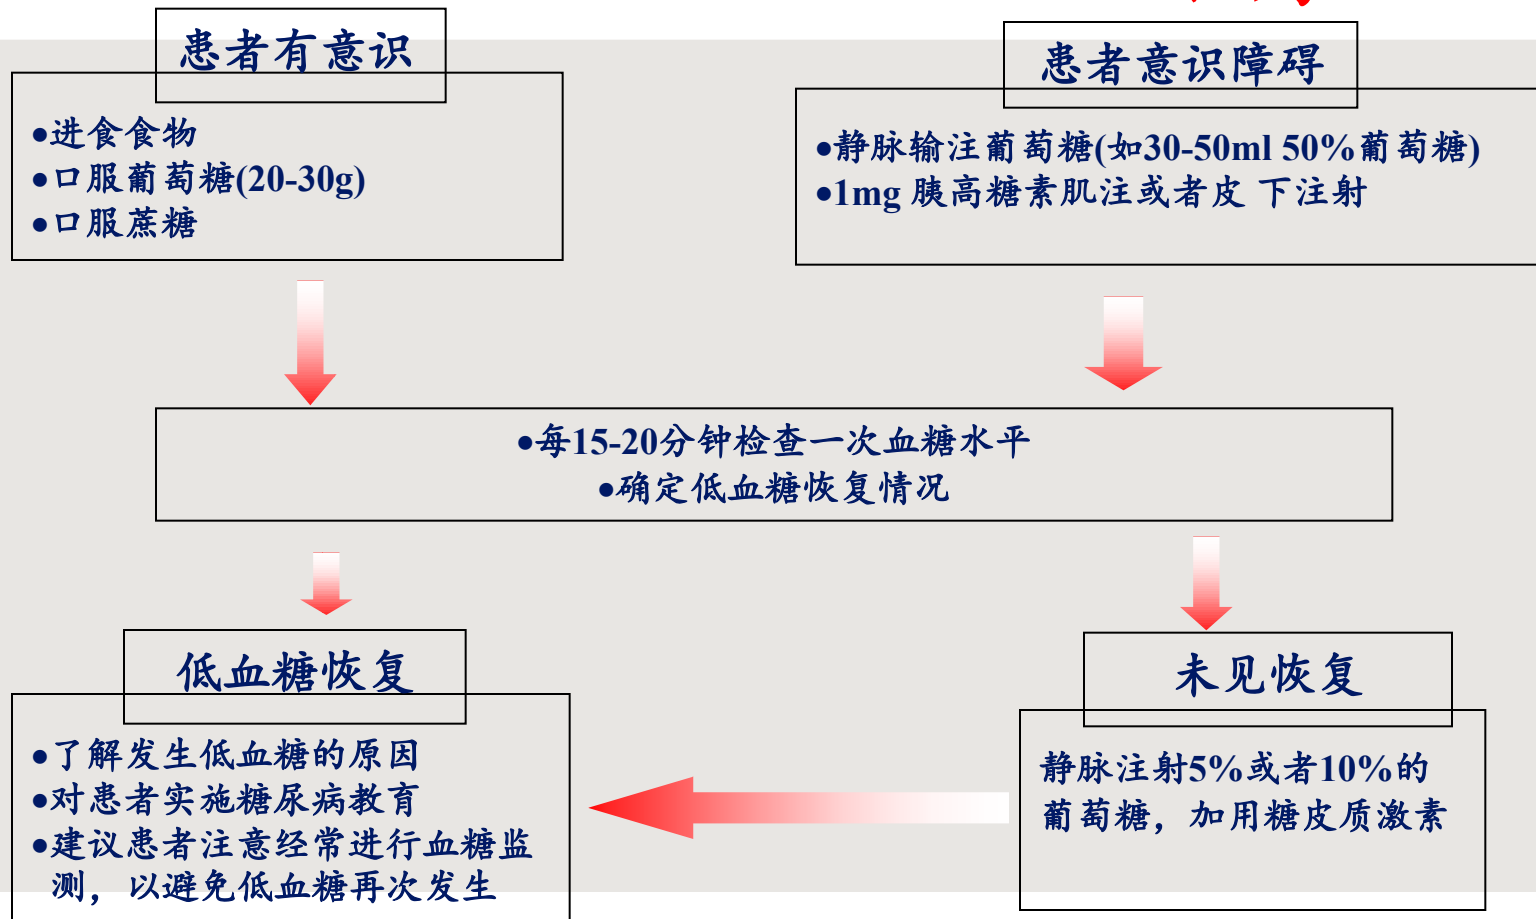 患者有意识
●进食食物
●口服葡萄糖(20-30g)
●口服蔗糖
患者意识障碍
●静脉输注葡萄糖(如30-50ml 50%葡萄糖)
●1mg 胰高糖素肌注或者皮 下注射
●每15-20分钟检查一次血糖水平
●确定低血糖恢复情况
低血糖恢复
●了解发生低血糖的原因
●对患者实施糖尿病教育
●建议患者注意经常进行血糖监
测，以避免低血糖再次发生
未见恢复
静脉注射5%或者10%的
葡萄糖，加用糖皮质激素